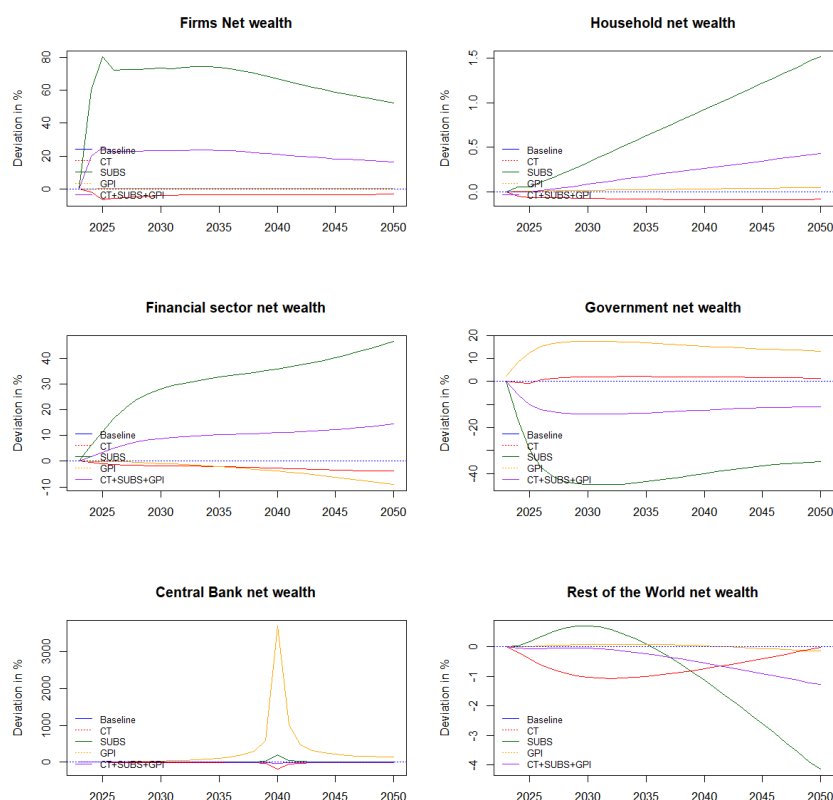 Firms Net wealth
Deviation in %
80
60
40
20
0
Baseline
CT
SUBS
GPI
CT+SUBS+GPI
2025 2030 2035 2040 2045 2050
Household net wealth
Deviation in %
1.5
1.0
0.5
0.0
Baseline
CT
SUBS
GPI
CT+SUBS+GPI
2025 2030 2035 2040 2045 2050
Financial sector net wealth
Deviation in %
40
30
20
10
0
-10
Baseline
CT
SUBS
GPI
CT+SUBS+GPI
2025 2030 2035 2040 2045 2050
Government net wealth
Deviation in %
20
10
0
-20
-40
Baseline
CT
SUBS
GPI
CT+SUBS+GPI
2025 2030 2035 2040 2045 2050
Central Bank net wealth
Deviation in %
3000
2000
1000
0
Baseline
CT
SUBS
GPI
CT+SUBS+GPI
2025 2030 2035 2040 2045 2050
Rest of the World net wealth
Deviation in %
0
-1
-2
-3
-4
Baseline
CT
SUBS
GPI
CT+SUBS+GPI
2025 2030 2035 2040 2045 2050